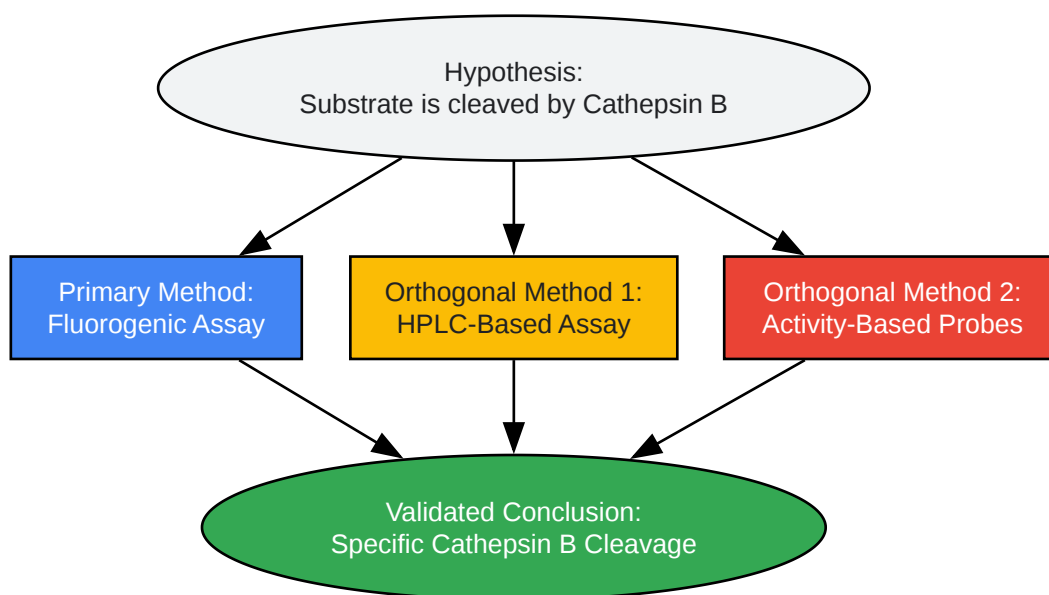 Hypothesis:
Substrate is cleaved by Cathepsin B
Primary Method:
Fluorogenic Assay
Orthogonal Method 1:
HPLC-Based Assay
Orthogonal Method 2:
Activity-Based Probes
Validated Conclusion:
Specific Cathepsin B Cleavage